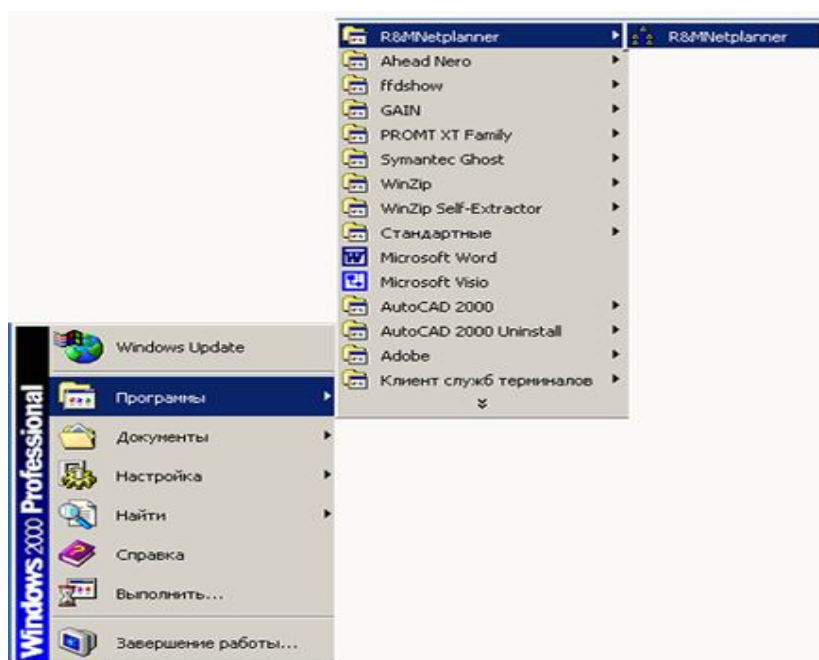 R&MNetplanner
R&MNetplanner
Ahead Nero
ffdshow
GAIN
PROMT XT Family
Symantec Ghost
WinZip
WinZip Self-Extractor
Стандартные
Microsoft Word
Microsoft Visio
AutoCAD 2000
AutoCAD 2000 Uninstall
Adobe
Клиент служб терминалов
Windows 2000 Professional
Windows Update
Программы
Документы
Настройка
Найти
Справка
Выполнить...
Завершение работы...